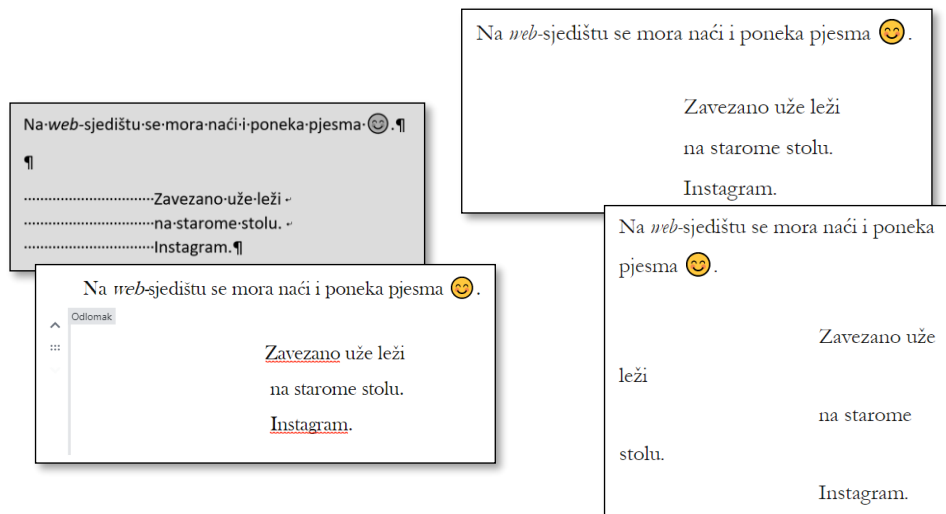 Na·web-sjedištu·se·mora·naći·i·poneka·pjesma·😊.¶
¶
································Zavezano·uže·leži·↵
································na·starome·stolu.·↵
································Instagram.¶
Na web-sjedištu se mora naći i poneka pjesma 😊.
Odlomak
Zavezano uže leži
na starome stolu.
Instagram.
Na web-sjedištu se mora naći i poneka pjesma 😊.
Zavezano uže leži
na starome stolu.
Instagram.
Na web-sjedištu se mora naći i poneka
pjesma 😊.
Zavezano uže
leži
na starome
stolu.
Instagram.